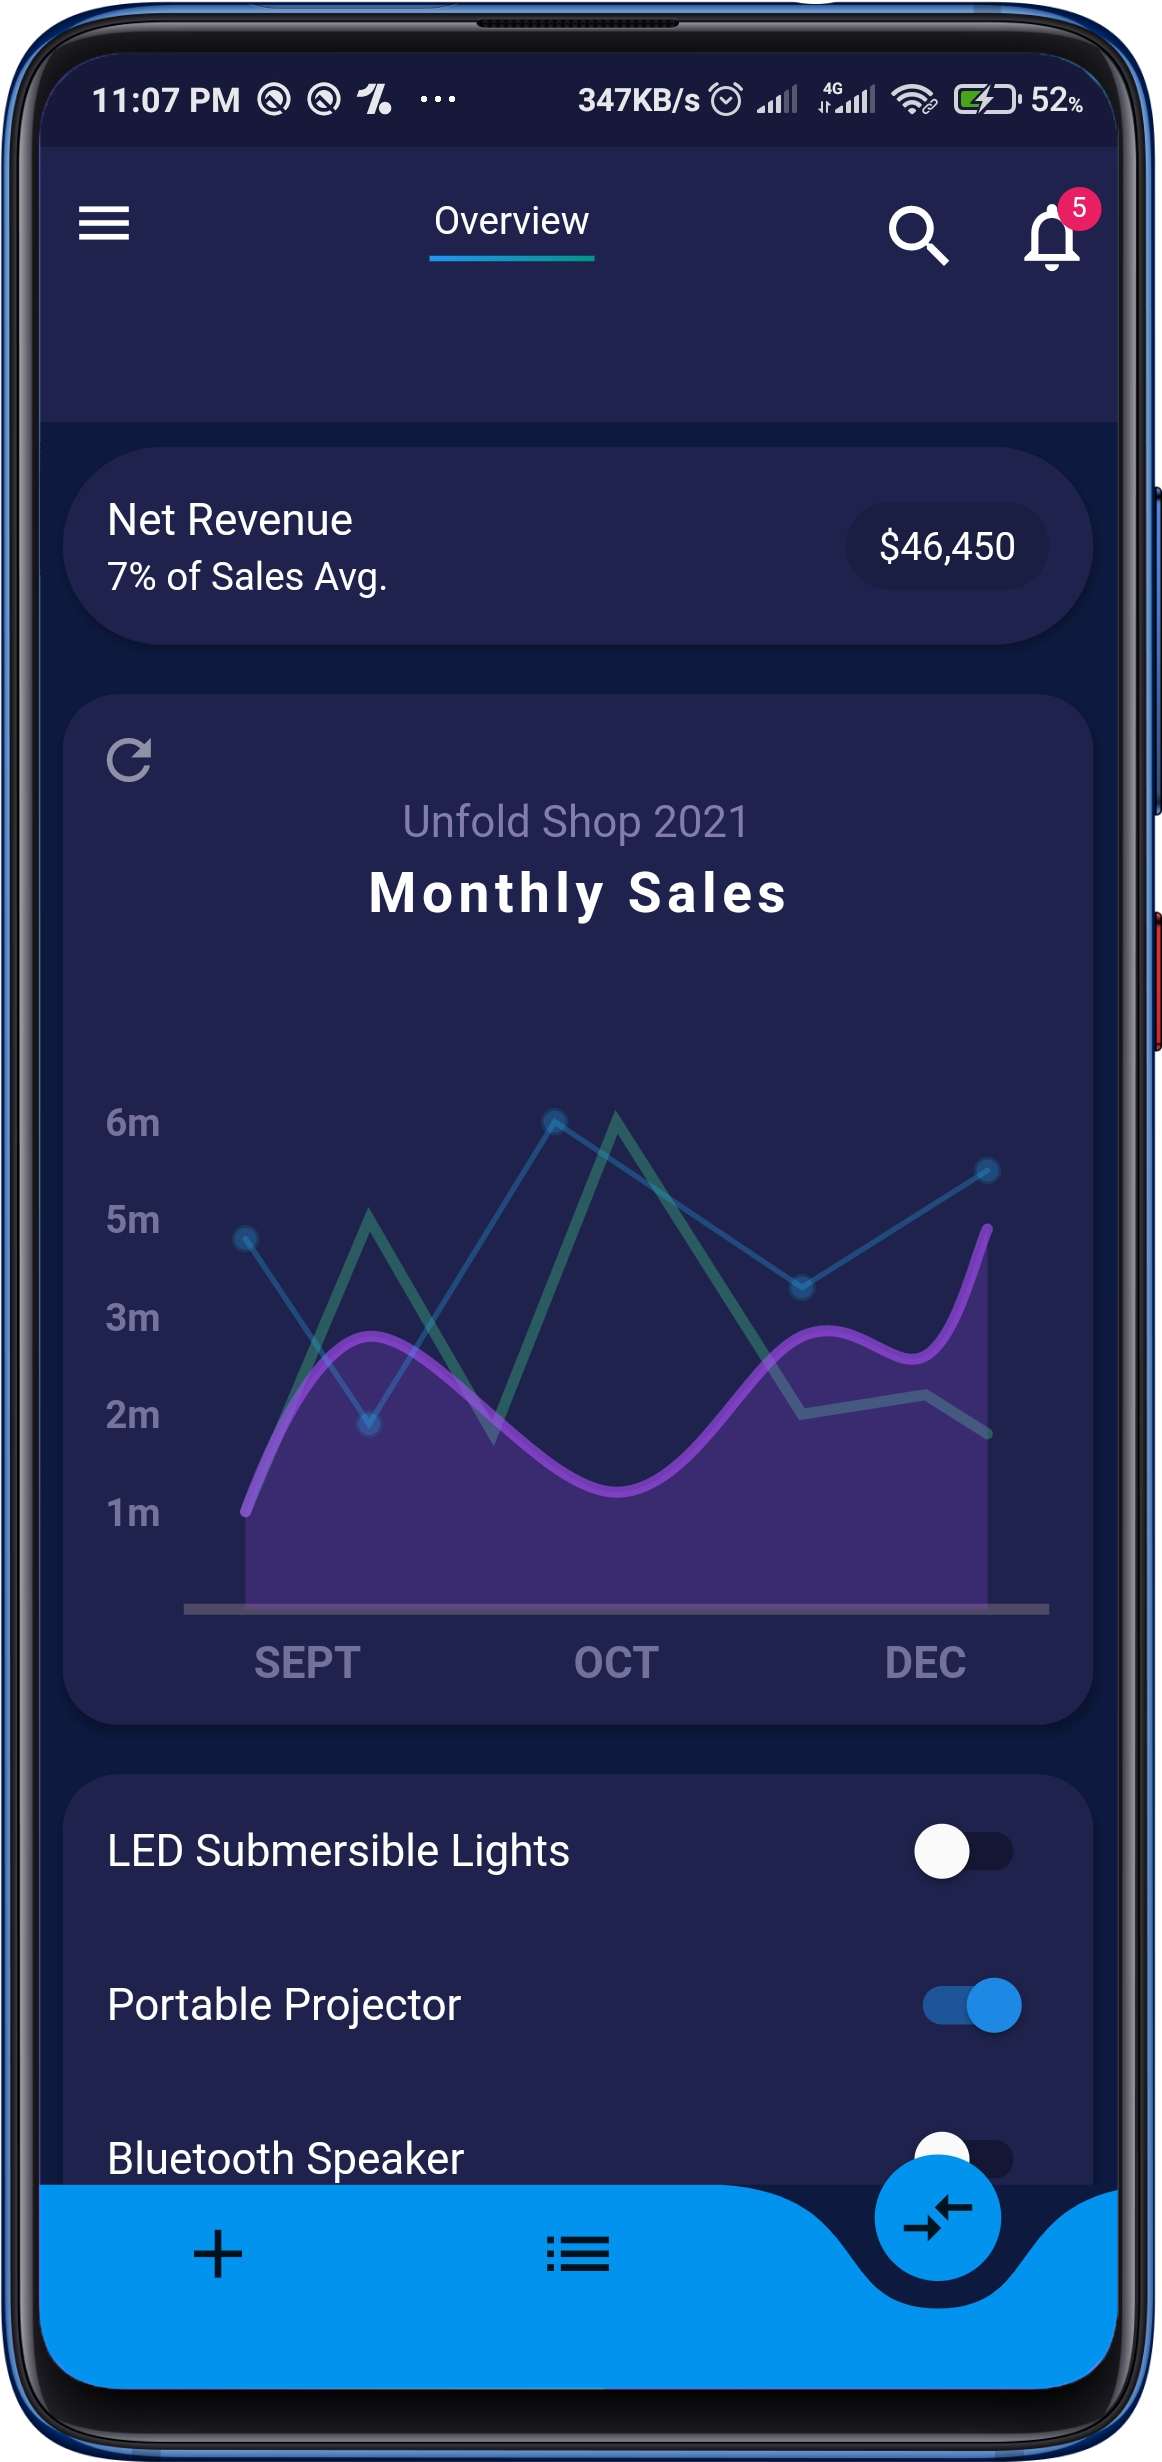 11:07 PM ... 347KB/s 4G 52%
Overview
5
Net Revenue
7% of Sales Avg.
$46,450
Unfold Shop 2021
Monthly Sales
6m
5m
3m
2m
1m
SEPT OCT DEC
LED Submersible Lights
Portable Projector
Bluetooth Speaker